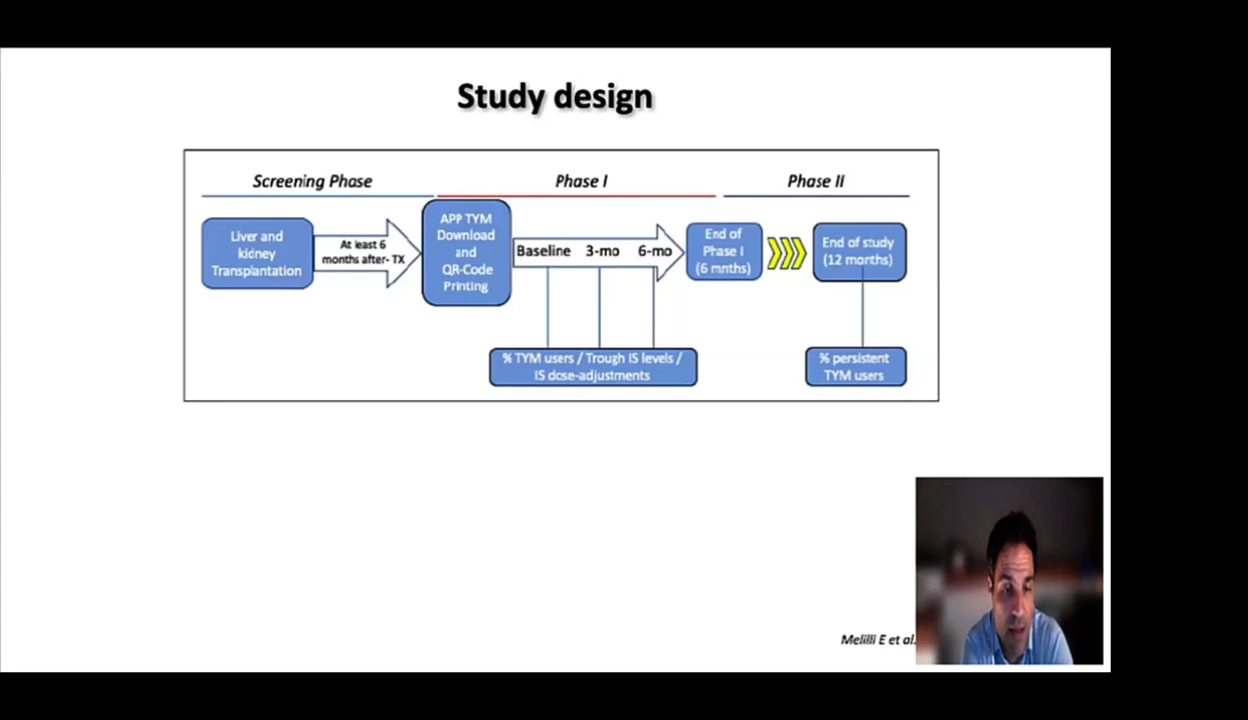 Study design
Screening Phase
Phase I
Phase II
Liver and
kidney
Transplantation
At least 6
months after- TX
APP TYM
Download
and
QR-Code
Printing
Baseline 3-mo 6-mo
End of
Phase I
(6 mnths)
End of study
(12 months)
% TYM users / Trough IS levels /
IS dose-adjustments
% persistent
TYM users
Melilli E et al.